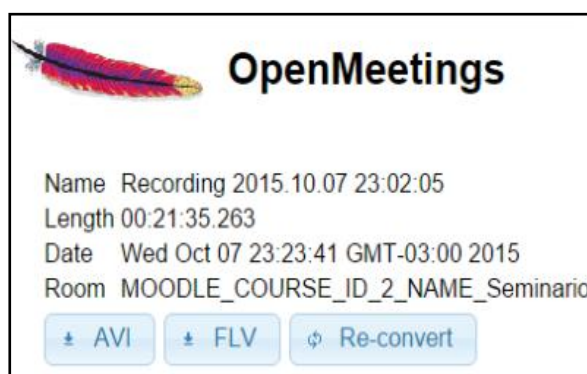 OpenMeetings
Name Recording 2015.10.07 23:02:05
Length 00:21:35.263
Date Wed Oct 07 23:23:41 GMT-03:00 2015
Room MOODLE_COURSE_ID_2_NAME_Seminario
AVI FLV Re-convert